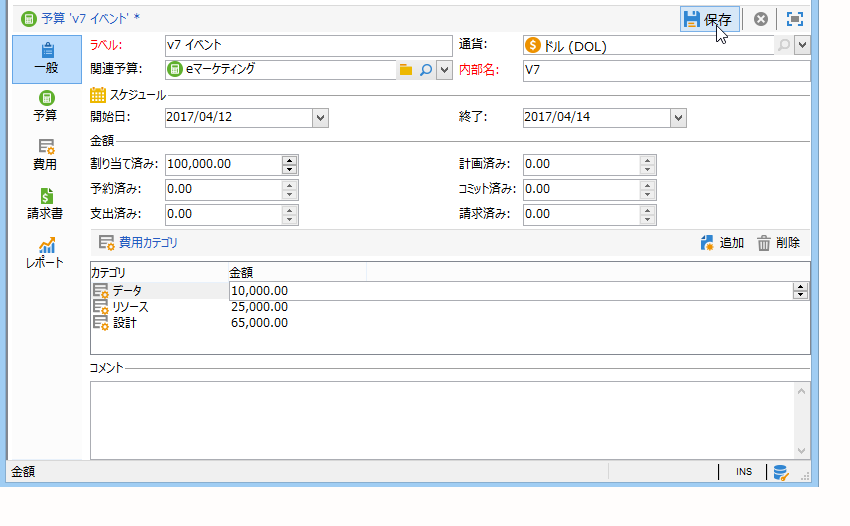 予算 'v7 イベント' *
保存
一般
予算
費用
請求書
レポート
ラベル: v7 イベント
通貨: ドル (DOL)
関連予算: eマーケティング
内部名: V7
スケジュール
開始日: 2017/04/12
終了: 2017/04/14
金額
割り当て済み: 100,000.00
計画済み: 0.00
予約済み: 0.00
コミット済み: 0.00
支出済み: 0.00
請求済み: 0.00
費用カテゴリ
追加
削除
カテゴリ 金額
データ 10,000.00
リソース 25,000.00
設計 65,000.00
コメント
金額
INS